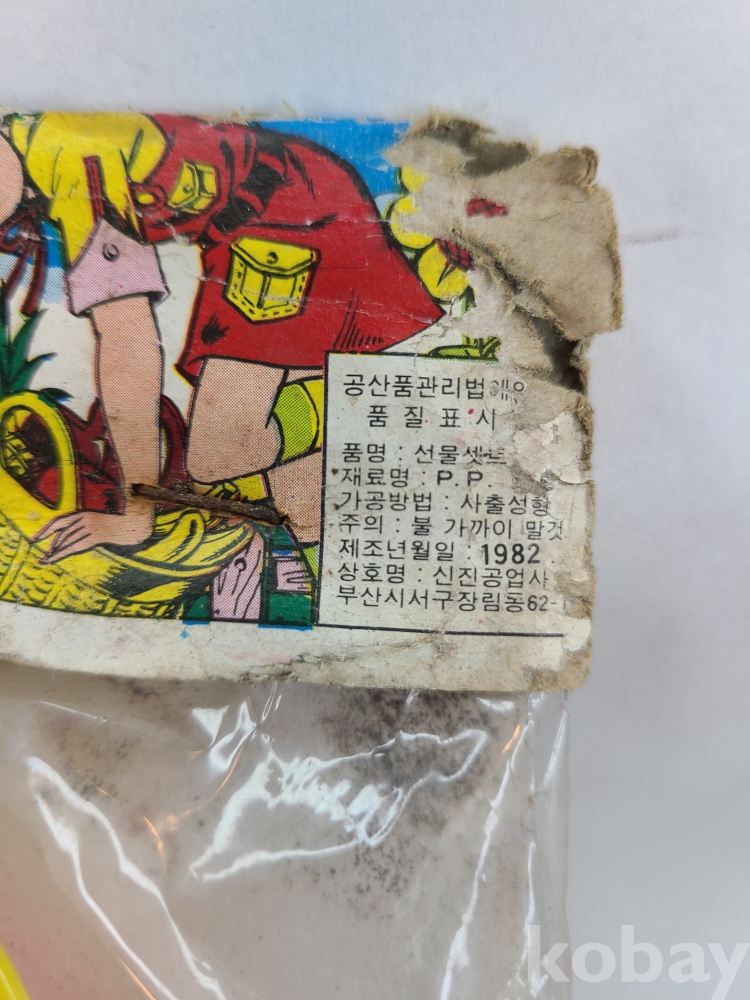 공산품관리법에의
품질표시
품명 : 선물셋트
재료명 : P.P.
가공방법 : 사출성형
주의 : 불 가까이 말것
제조년월일 : 1982.
상호명 : 신진공업사
부산시서구장림동62-1
kobay